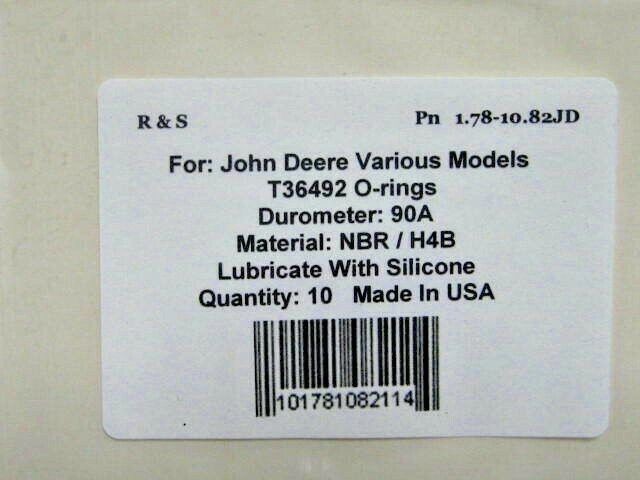 R & S Pn 1.78-10.82JD
For: John Deere Various Models
T36492 O-rings
Durometer: 90A
Material: NBR / H4B
Lubricate With Silicone
Quantity: 10 Made In USA
101781082114